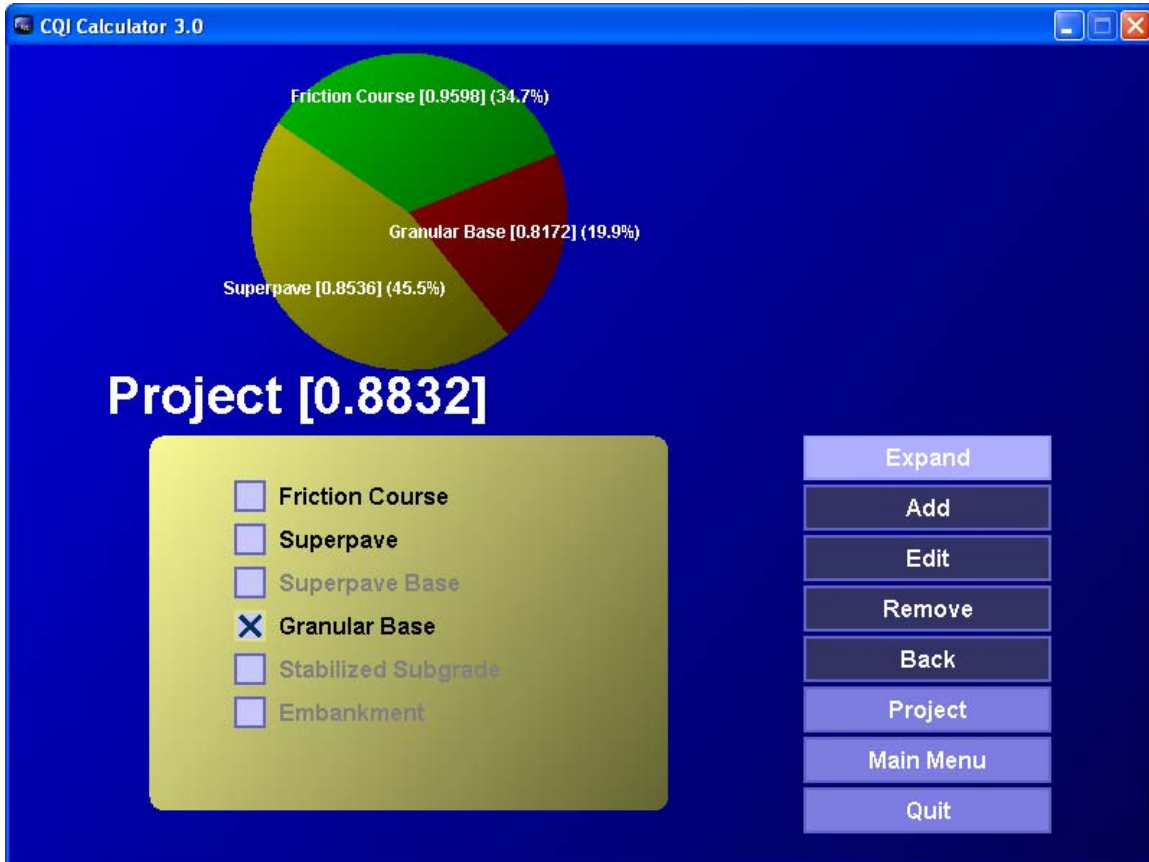 CQI Calculator 3.0
Friction Course [0.9598] (34.7%)
Granular Base [0.8172] (19.9%)
Superpave [0.8536] (45.5%)
Project [0.8832]
Friction Course
Superpave
Superpave Base
Granular Base
Stabilized Subgrade
Embankment
Expand
Add
Edit
Remove
Back
Project
Main Menu
Quit